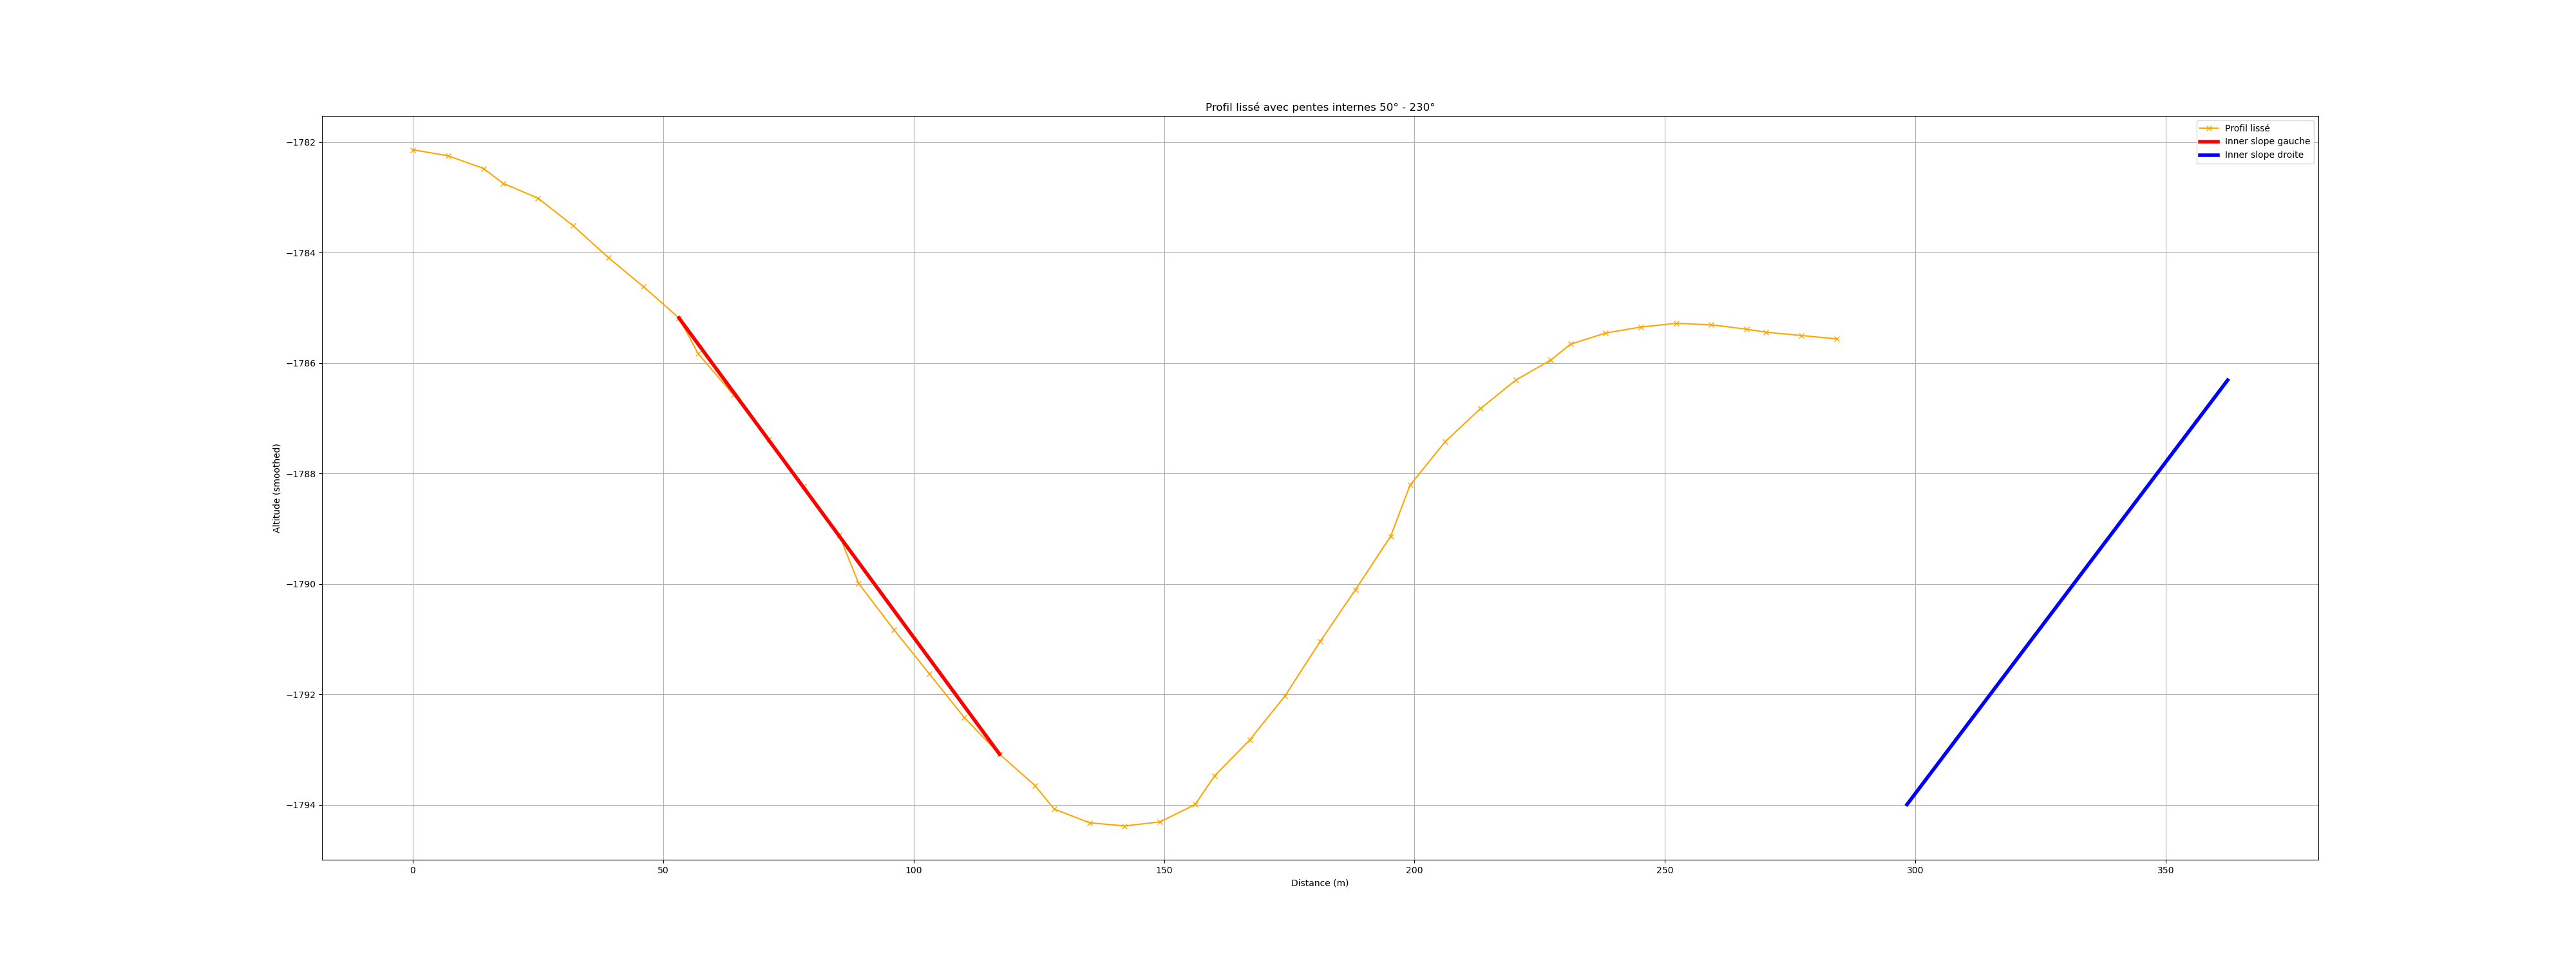 Profil lissé avec pentes internes 50° - 230°
Profil lissé
Inner slope gauche
Inner slope droite
−1782
−1784
−1786
−1788
−1790
−1792
−1794
Altitude (smoothed)
0 50 100 150 200 250 300 350
Distance (m)